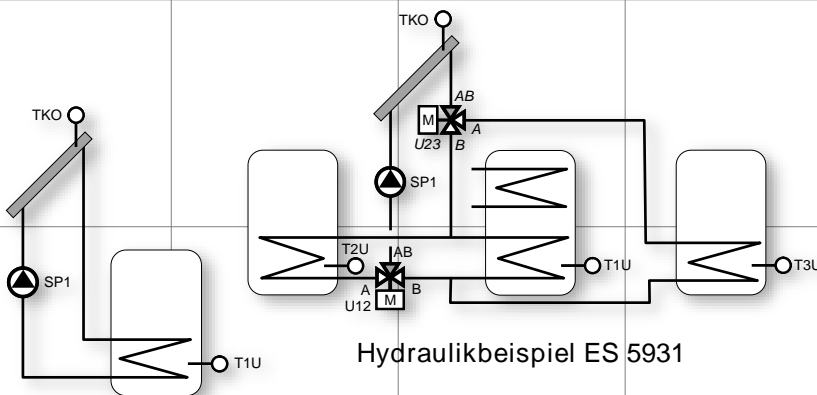 TKO
SP1
T1U
TKO
AB
M
A
U23
B
SP1
T2U
AB
T1U
T3U
A
B
U12
M
Hydraulikbeispiel ES 5931